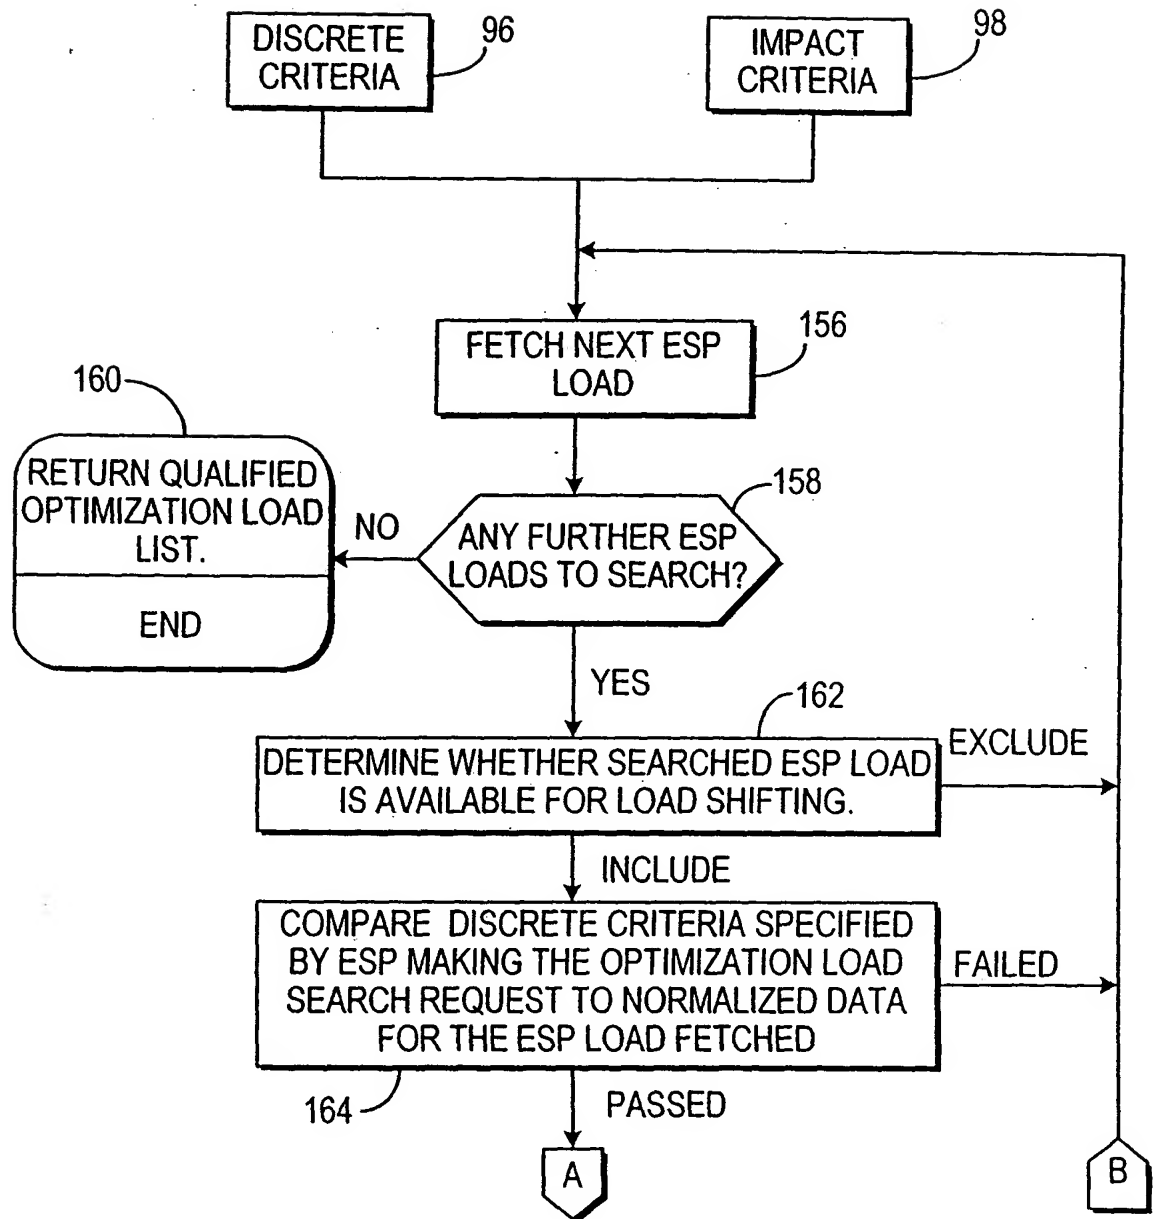 DISCRETE
CRITERIA
96
IMPACT
CRITERIA
98
FETCH NEXT ESP
LOAD
156
160
RETURN QUALIFIED
OPTIMIZATION LOAD
LIST.
END
NO
ANY FURTHER ESP
LOADS TO SEARCH?
158
YES
162
DETERMINE WHETHER SEARCHED ESP LOAD
IS AVAILABLE FOR LOAD SHIFTING.
EXCLUDE
INCLUDE
COMPARE DISCRETE CRITERIA SPECIFIED
BY ESP MAKING THE OPTIMIZATION LOAD
SEARCH REQUEST TO NORMALIZED DATA
FOR THE ESP LOAD FETCHED
FAILED
164
PASSED
A
B